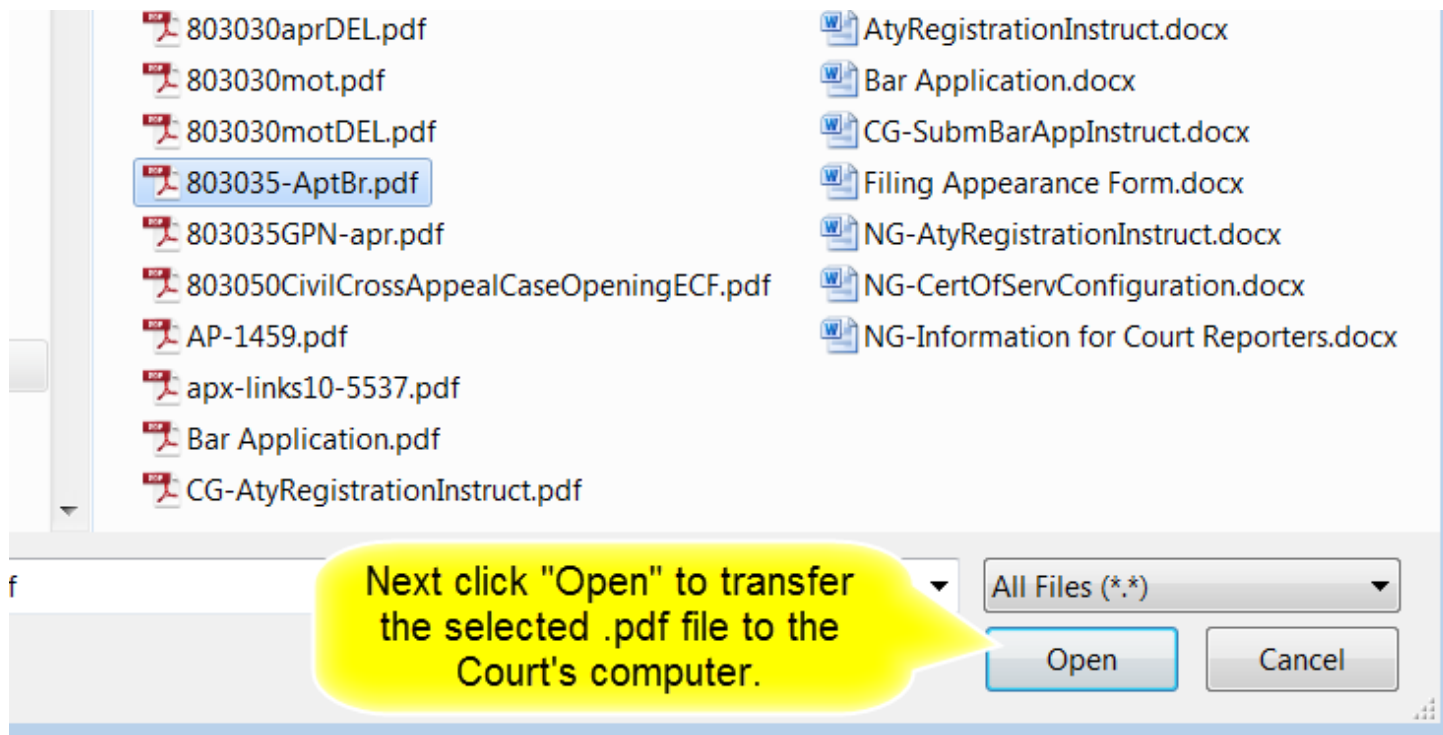 803030aprDEL.pdf
803030mot.pdf
803030motDEL.pdf
803035-AptBr.pdf
803035GPN-apr.pdf
803050CivilCrossAppealCaseOpeningECF.pdf
AP-1459.pdf
apx-links10-5537.pdf
Bar Application.pdf
CG-AtyRegistrationInstruct.pdf
AtyRegistrationInstruct.docx
Bar Application.docx
CG-SubmBarAppInstruct.docx
Filing Appearance Form.docx
NG-AtyRegistrationInstruct.docx
NG-CertOfServConfiguration.docx
NG-Information for Court Reporters.docx
f
Next click "Open" to transfer
the selected .pdf file to the
Court's computer.
All Files (*.*)
Open
Cancel